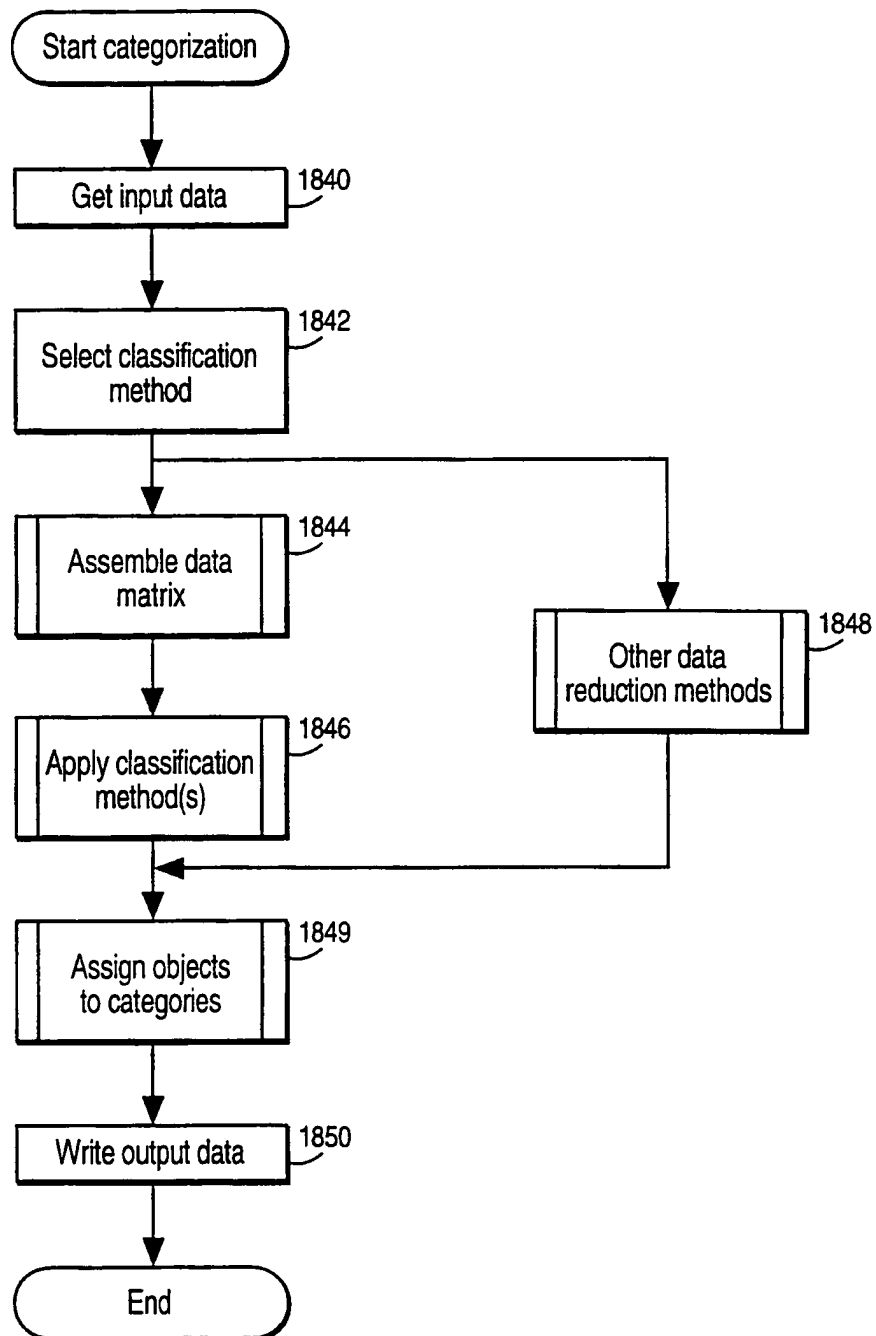 Start categorization
Get input data
1840
Select classification
method
1842
Assemble data
matrix
1844
Other data
reduction methods
1848
Apply classification
method(s)
1846
Assign objects
to categories
1849
Write output data
1850
End